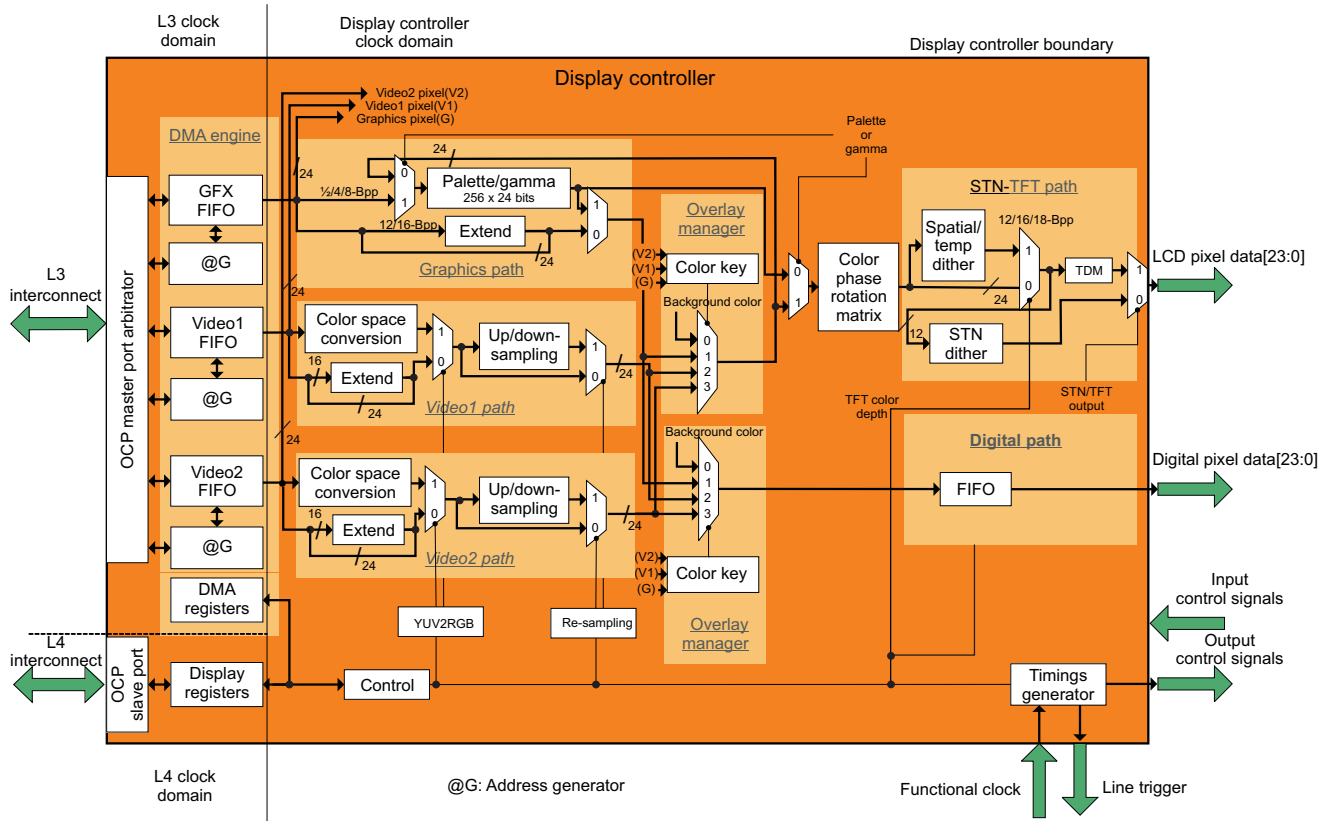 L3 clock
domain
Display controller
clock domain
Display controller boundary
Display controller
Video2 pixel(V2)
Video1 pixel(V1)
Graphics pixel(G)
Palette
or
gamma
DMA engine
24
24
0
1
½/4/8-Bpp
Palette/gamma
256 x 24 bits
12/16-Bpp
Extend
24
1
0
Graphics path
GFX
FIFO
@G
Overlay
manager
(V2)
(V1)
(G)
Color key
Background color
0
1
2
3
0
1
Color
phase
rotation
matrix
STN-TFT path
Spatial/
temp
dither
12/16/18-Bpp
1
0
24
TDM
1
0
12
STN
dither
LCD pixel data[23:0]
L3
interconnect
OCP master port arbitrator
24
Video1
FIFO
@G
Color space
conversion
1
0
16
Extend
24
Up/down-
sampling
1
0
24
Video1 path
TFT color
depth
STN/TFT
output
24
Video2
FIFO
@G
Color space
conversion
1
0
16
Extend
24
Up/down-
sampling
1
0
24
Video2 path
Background color
0
1
2
3
(V2)
(V1)
(G)
Color key
Overlay
manager
Digital path
FIFO
Digital pixel data[23:0]
DMA
registers
YUV2RGB
Re-sampling
Input
control signals
L4
interconnect
OCP
slave port
Display
registers
Control
Timings
generator
Output
control signals
L4 clock
domain
@G: Address generator
Functional clock
Line trigger